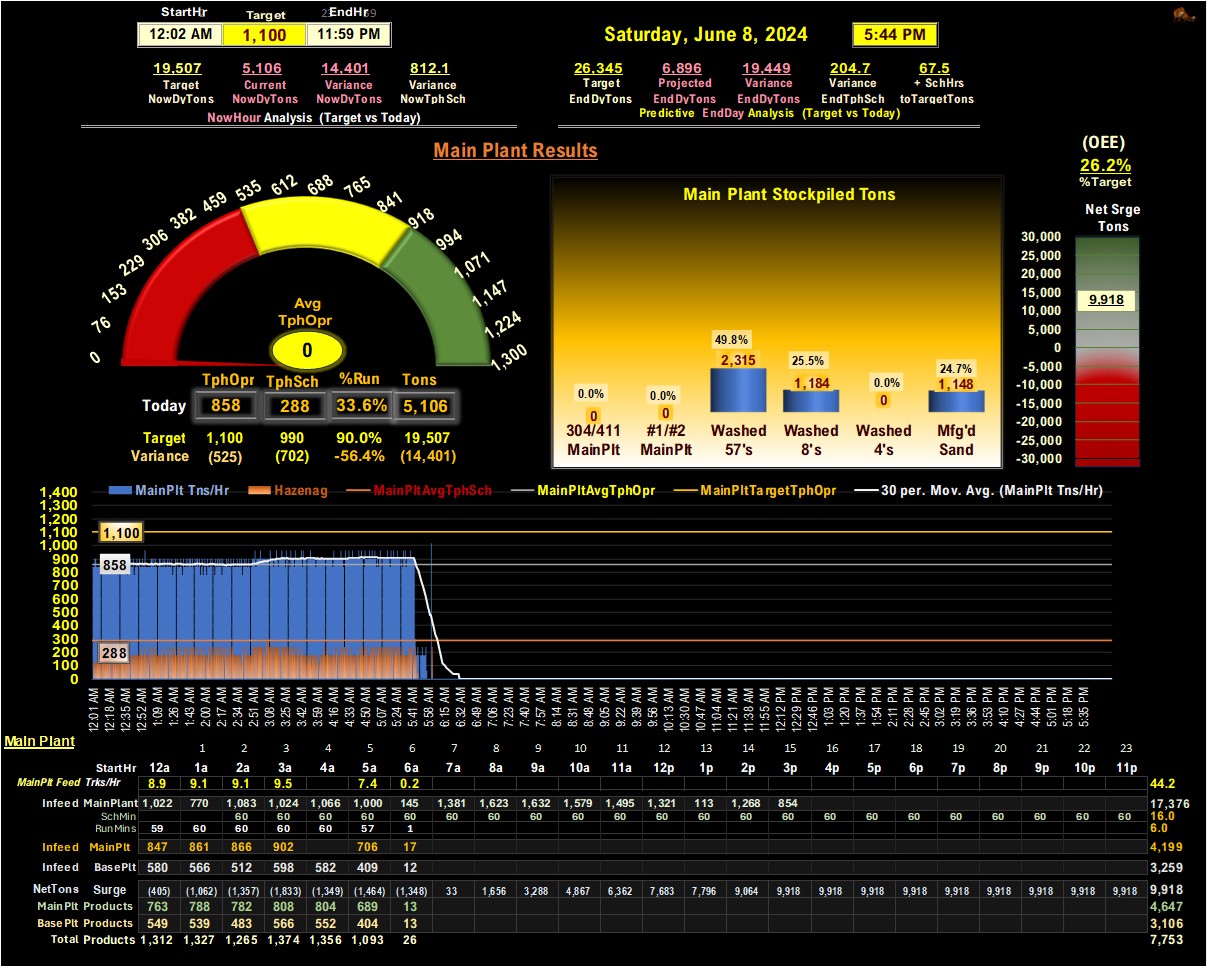 StartHr Target EndHr
12:02 AM 1,100 11:59 PM
Saturday, June 8, 2024 5:44 PM
19,507 5,106 14,401 812.1
Target Current Variance Variance
NowDyTons NowDyTons NowDyTons NowTphSch
NowHour Analysis (Target vs Today)
26,345 6,896 19,449 204.7 67.5
Target Projected Variance Variance + SchHrs
EndDyTons EndDyTons EndDyTons EndTphSch toTargetTons
Predictive EndDay Analysis (Target vs Today)
Main Plant Results
(OEE)
26.2%
%Target
Net Srge
Tons
30,000
25,000
20,000
15,000
9,918
10,000
5,000
0
-5,000
-10,000
-15,000
-20,000
-25,000
-30,000
0 76 153 229 306 382 459 535 612 688 765 841 918 994 1,071 1,147 1,224 1,300
Avg
TphOpr
0
TphOpr TphSch %Run Tons
Today 858 288 33.6% 5,106
Target 1,100 990 90.0% 19,507
Variance (525) (702) -56.4% (14,401)
Main Plant Stockpiled Tons
0.0% 0.0% 49.8% 25.5% 0.0% 24.7%
0 0 2,315 1,184 0 1,148
304/411 #1/#2 Washed Washed Washed Mfg'd
MainPlt MainPlt 57's 8's 4's Sand
MainPlt Tns/Hr Hazenag MainPltAvgTphSch MainPltAvgTphOpr MainPltTargetTphOpr 30 per. Mov. Avg. (MainPlt Tns/Hr)
1,400
1,300
1,200
1,100
1,000
900
800
700
600
500
400
300
200
100
0
1,100
858
288
12:01 AM 12:18 AM 12:35 AM 12:52 AM 1:09 AM 1:26 AM 1:43 AM 2:00 AM 2:17 AM 2:34 AM 2:51 AM 3:08 AM 3:25 AM 3:42 AM 3:59 AM 4:16 AM 4:33 AM 4:50 AM 5:07 AM 5:24 AM 5:41 AM 5:58 AM 6:15 AM 6:32 AM 6:49 AM 7:06 AM 7:23 AM 7:40 AM 7:57 AM 8:14 AM 8:31 AM 8:48 AM 9:05 AM 9:22 AM 9:39 AM 9:56 AM 10:13 AM 10:30 AM 10:47 AM 11:04 AM 11:21 AM 11:38 AM 11:55 AM 12:12 PM 12:29 PM 12:46 PM 1:03 PM 1:20 PM 1:37 PM 1:54 PM 2:11 PM 2:28 PM 2:45 PM 3:02 PM 3:19 PM 3:36 PM 3:53 PM 4:10 PM 4:27 PM 4:44 PM 5:01 PM 5:18 PM 5:35 PM
Main Plant
1 2 3 4 5 6 7 8 9 10 11 12 13 14 15 16 17 18 19 20 21 22 23
StartHr 12a 1a 2a 3a 4a 5a 6a 7a 8a 9a 10a 11a 12p 1p 2p 3p 4p 5p 6p 7p 8p 9p 10p 11p
MainPlt Feed Trks/Hr 8.9 9.1 9.1 9.5 7.4 0.2 44.2
Infeed MainPlant 1,022 770 1,083 1,024 1,066 1,000 145 1,381 1,623 1,632 1,579 1,495 1,321 113 1,268 854 17,376
SchMin 60 60 60 60 60 60 60 60 60 60 60 60 60 60 60 60 60 60 60 60 60 60 16.0
RunMins 59 60 60 60 60 57 1 6.0
Infeed MainPlt 847 861 866 902 706 17 4,199
Infeed BasePlt 580 566 512 598 582 409 12 3,259
NetTons Surge (405) (1,062) (1,357) (1,833) (1,349) (1,464) (1,348) 33 1,656 3,288 4,867 6,362 7,683 7,796 9,064 9,918 9,918 9,918 9,918 9,918 9,918 9,918 9,918 9,918 9,918
MainPlt Products 763 788 782 808 804 689 13 4,647
BasePlt Products 549 539 483 566 552 404 13 3,106
Total Products 1,312 1,327 1,265 1,374 1,356 1,093 26 7,753